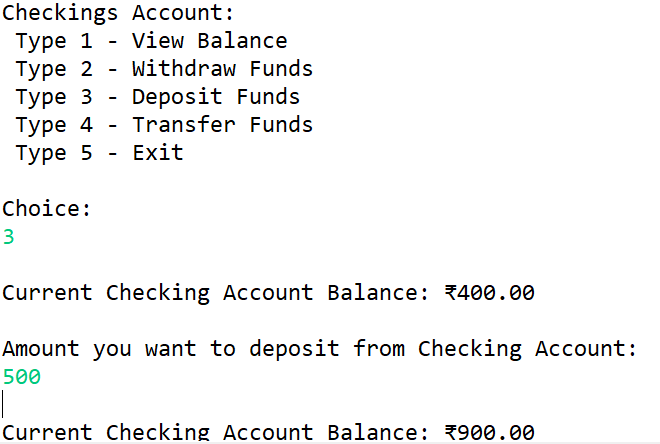 Checkings Account:
Type 1 - View Balance
Type 2 - Withdraw Funds
Type 3 - Deposit Funds
Type 4 - Transfer Funds
Type 5 - Exit
Choice:
3
Current Checking Account Balance: ₹400.00
Amount you want to deposit from Checking Account:
500
Current Checking Account Balance: ₹900.00